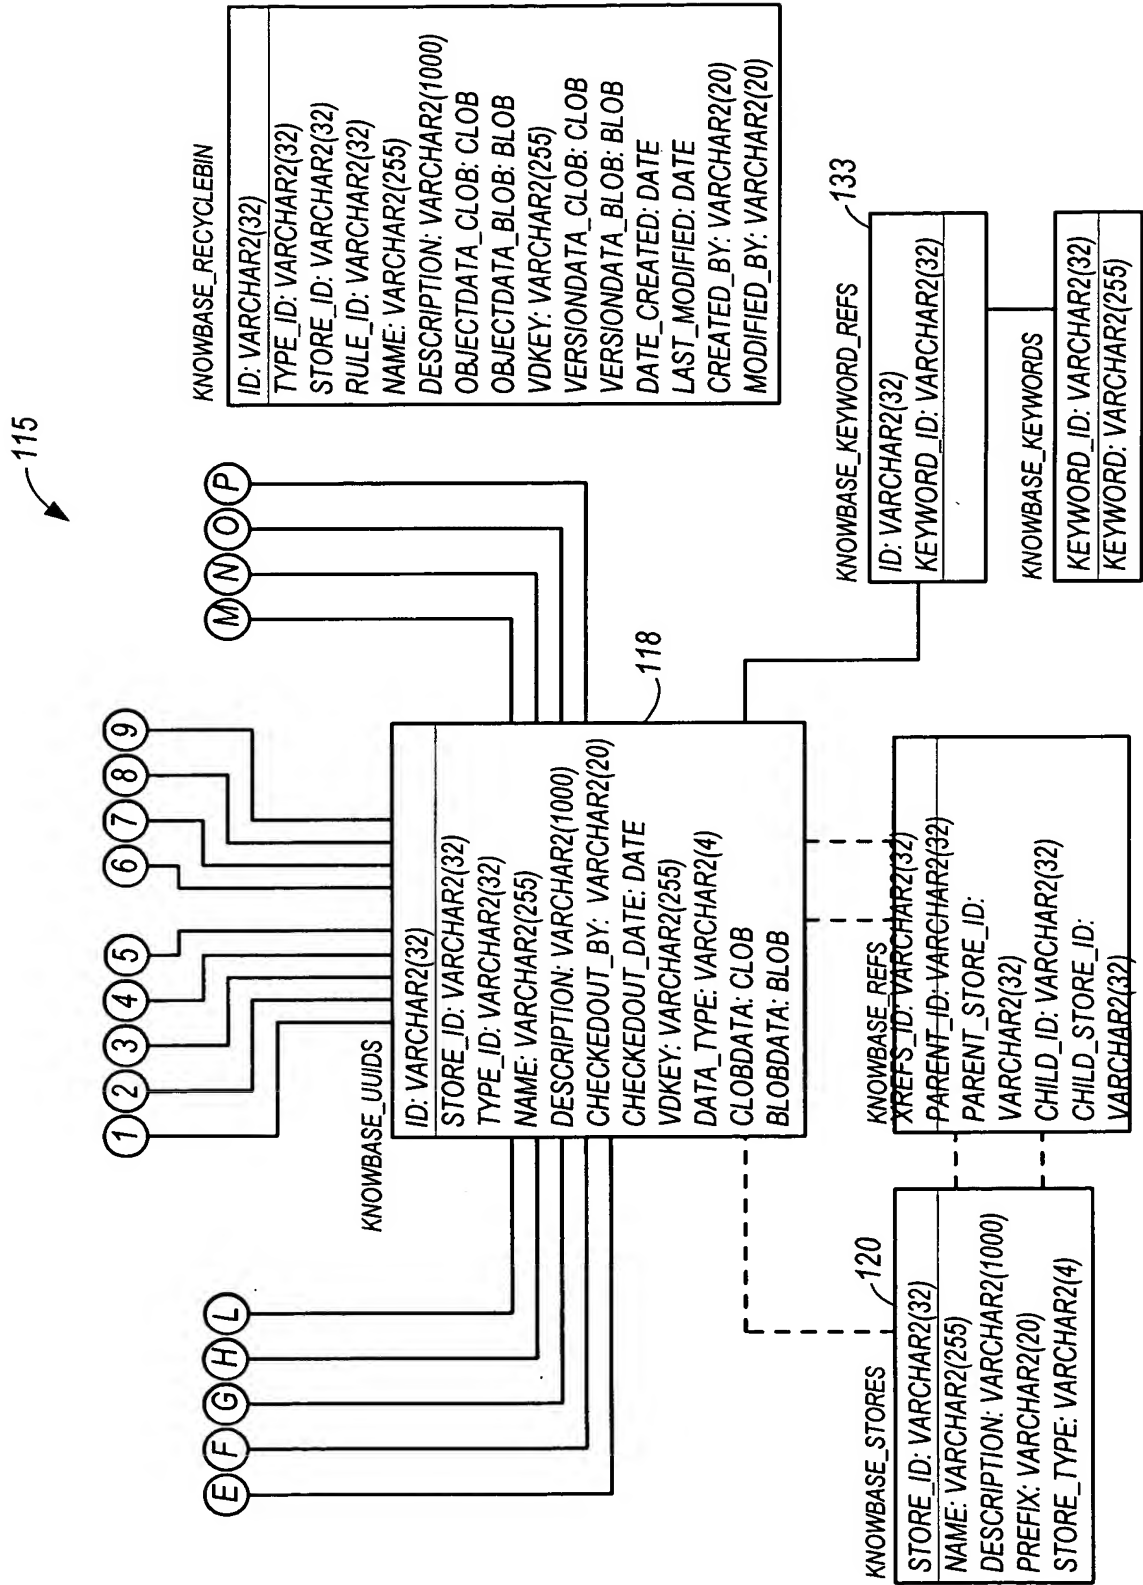 115
1
2
3
4
5
6
7
8
9
E
F
G
H
L
M
N
O
P
KNOWBASE_RECYCLEBIN
ID: VARCHAR2(32)
TYPE_ID: VARCHAR2(32)
STORE_ID: VARCHAR2(32)
RULE_ID: VARCHAR2(32)
NAME: VARCHAR2(255)
DESCRIPTION: VARCHAR2(1000)
OBJECTDATA_CLOB: CLOB
OBJECTDATA_BLOB: BLOB
VDKEY: VARCHAR2(255)
VERSIONDATA_CLOB: CLOB
VERSIONDATA_BLOB: BLOB
DATE_CREATED: DATE
LAST_MODIFIED: DATE
CREATED_BY: VARCHAR2(20)
MODIFIED_BY: VARCHAR2(20)
KNOWBASE_UUIDS
118
ID: VARCHAR2(32)
STORE_ID: VARCHAR2(32)
TYPE_ID: VARCHAR2(32)
NAME: VARCHAR2(255)
DESCRIPTION: VARCHAR2(1000)
CHECKEDOUT_BY: VARCHAR2(20)
CHECKEDOUT_DATE: DATE
VDKEY: VARCHAR2(255)
DATA_TYPE: VARCHAR2(4)
CLOBDATA: CLOB
BLOBDATA: BLOB
KNOWBASE_STORES
120
STORE_ID: VARCHAR2(32)
NAME: VARCHAR2(255)
DESCRIPTION: VARCHAR2(1000)
PREFIX: VARCHAR2(20)
STORE_TYPE: VARCHAR2(4)
KNOWBASE_REFS
XREFS_ID: VARCHAR2(32)
PARENT_ID: VARCHAR2(32)
PARENT_STORE_ID:
VARCHAR2(32)
CHILD_ID: VARCHAR2(32)
CHILD_STORE_ID:
VARCHAR2(32)
KNOWBASE_KEYWORD_REFS
133
ID: VARCHAR2(32)
KEYWORD_ID: VARCHAR2(32)
KNOWBASE_KEYWORDS
KEYWORD_ID: VARCHAR2(32)
KEYWORD: VARCHAR2(255)